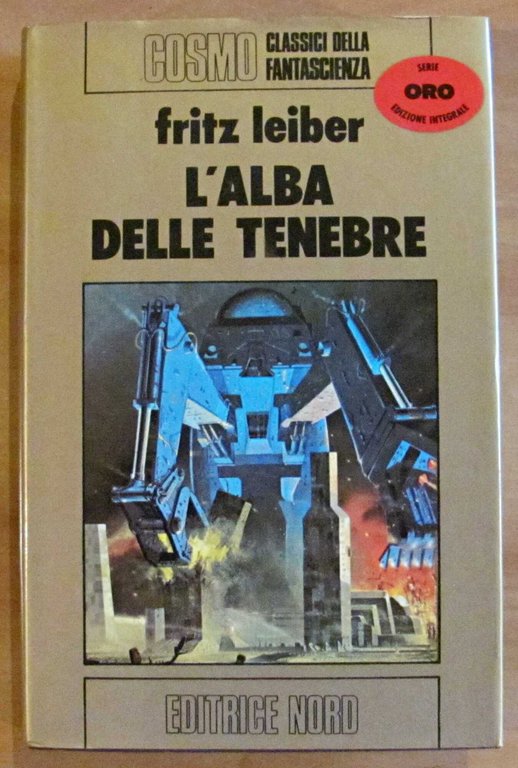 COSMO CLASSICI DELLA
FANTASCIENZA
SERIE
ORO
EDIZIONE INTEGRALE
fritz leiber
L'ALBA
DELLE TENEBRE
EDITRICE NORD